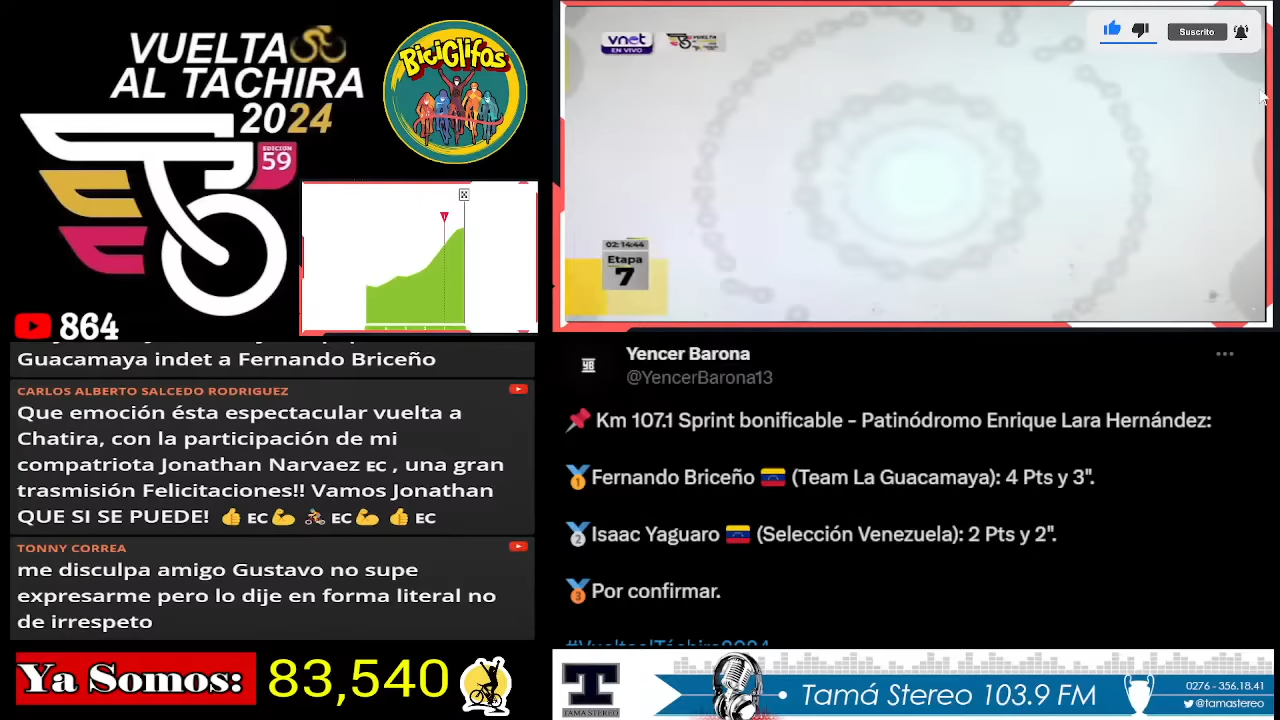 VUELTA
AL TACHIRA
2024
EDICION
59
BiCiGlifos
864
Guacamaya indet a Fernando Briceño
CARLOS ALBERTO SALCEDO RODRIGUEZ
Que emoción ésta espectacular vuelta a
Chatira, con la participación de mi
compatriota Jonathan Narvaez EC , una gran
trasmisión Felicitaciones!! Vamos Jonathan
QUE SI SE PUEDE! 👍 EC💪 🚴 EC💪 👍 EC
TONNY CORREA
me disculpa amigo Gustavo no supe
expresarme pero lo dije en forma literal no
de irrespeto
Ya Somos: 83,540
vnet
EN VIVO
VUELTA
Suscrito
02:14:44
Etapa
7
YB
Yencer Barona
@YencerBarona13
📌 Km 107.1 Sprint bonificable - Patinódromo Enrique Lara Hernández:
🥇Fernando Briceño 🇻🇪 (Team La Guacamaya): 4 Pts y 3".
🥈Isaac Yaguaro 🇻🇪 (Selección Venezuela): 2 Pts y 2".
🥉Por confirmar.
#VueltaalTáchira2024
T
TAMÁ STEREO
Tamá Stereo 103.9 FM
0276 - 356.18.41
@tamastereo